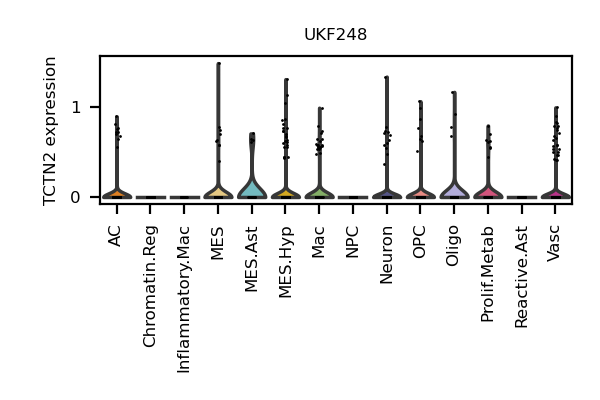 UKF248
TCTN2 expression
1
0
AC
Chromatin.Reg
Inflammatory.Mac
MES
MES.Ast
MES.Hyp
Mac
NPC
Neuron
OPC
Oligo
Prolif.Metab
Reactive.Ast
Vasc